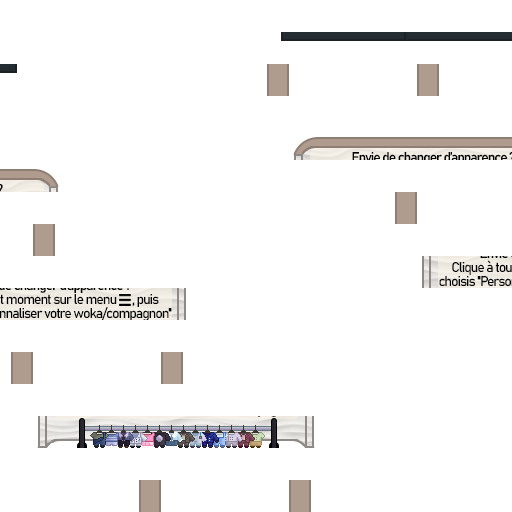 Envie de changer d'apparence ?
?
Clique à tou
choisis "Perso
de changer d'apparence ?
t moment sur le menu ☰, puis
nnaliser votre woka/compagnon"